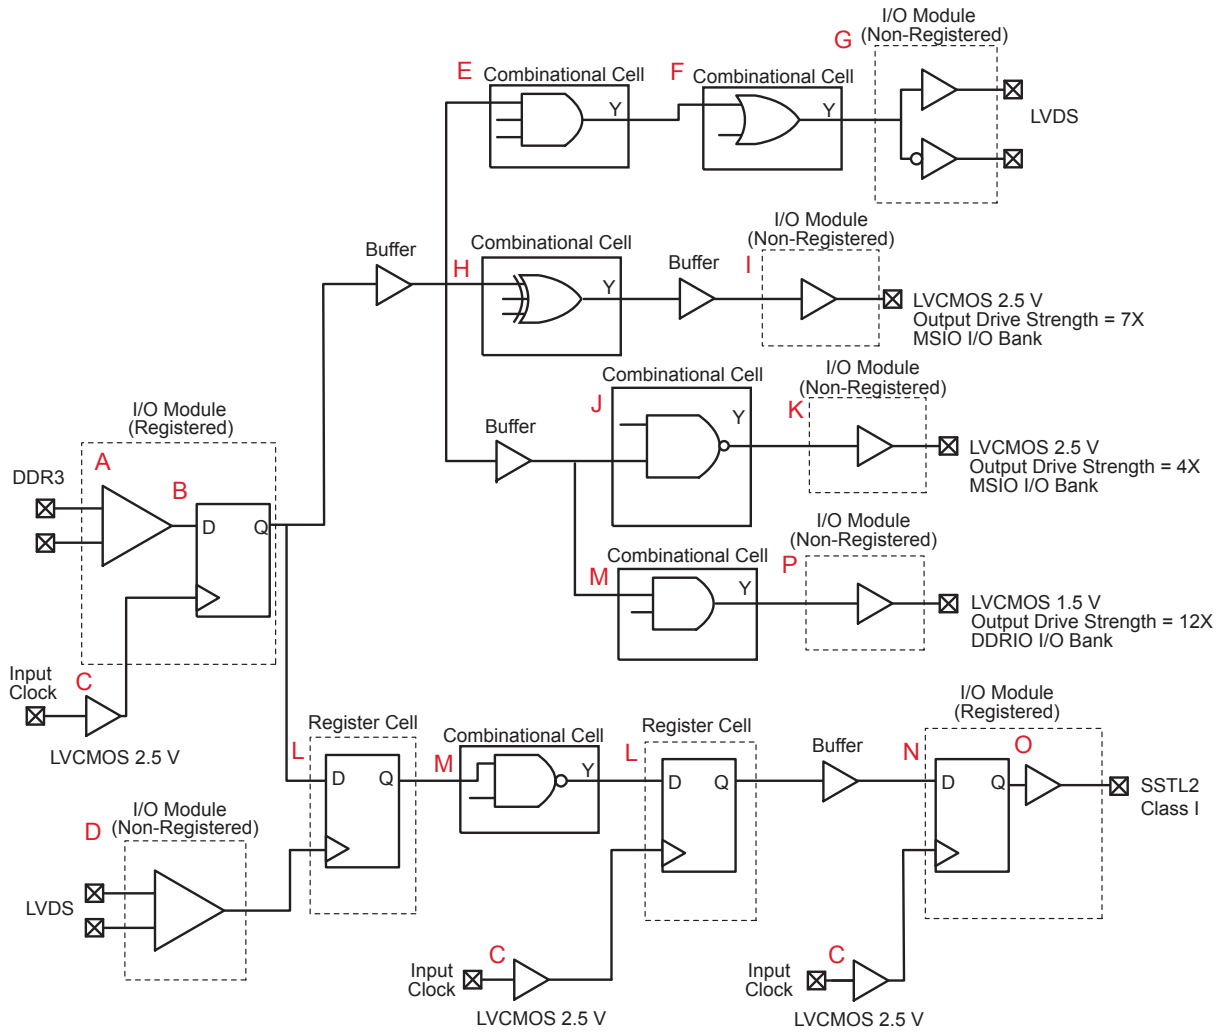 I/O Module
(Non-Registered)
G
E
Combinational Cell
Y
F
Combinational Cell
Y
LVDS
I/O Module
(Non-Registered)
Buffer
H
Combinational Cell
Y
Buffer
I
LVCMOS 2.5 V
Output Drive Strength = 7X
MSIO I/O Bank
Combinational Cell
J
Y
I/O Module
(Non-Registered)
K
Buffer
LVCMOS 2.5 V
Output Drive Strength = 4X
MSIO I/O Bank
I/O Module
(Registered)
DDR3
A
B
D
Q
I/O Module
(Non-Registered)
Combinational Cell
M
Y
P
LVCMOS 1.5 V
Output Drive Strength = 12X
DDRIO I/O Bank
Input
Clock
C
LVCMOS 2.5 V
Register Cell
L
D
Q
Combinational Cell
M
Y
Register Cell
L
D
Q
Buffer
I/O Module
(Registered)
N
D
Q
O
SSTL2
Class I
I/O Module
(Non-Registered)
D
LVDS
Input
Clock
C
LVCMOS 2.5 V
Input
Clock
C
LVCMOS 2.5 V